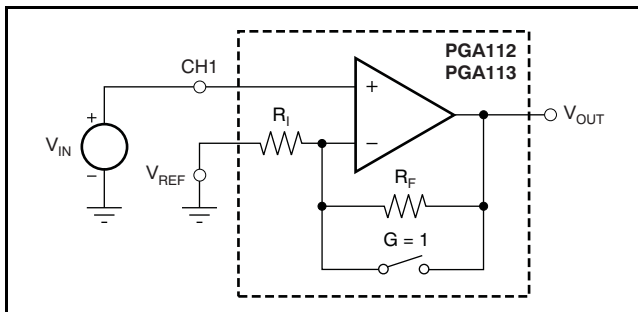 PGA112
PGA113
CH1
+
+
R_I
V_OUT
V_IN
−
−
V_REF
R_F
G = 1